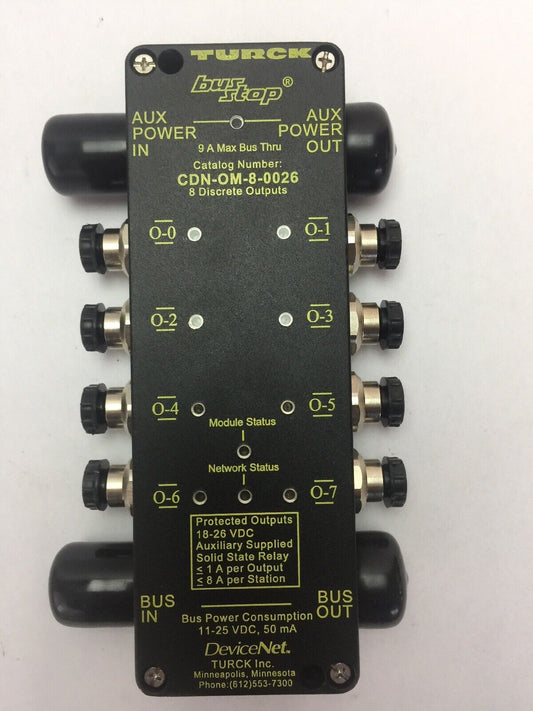 TURCK
bus stop®
AUX POWER IN
AUX POWER OUT
9 A Max Bus Thru
Catalog Number:
CDN-OM-8-0026
8 Discrete Outputs
O-0
O-1
O-2
O-3
O-4
O-5
Module Status
Network Status
O-6
O-7
Protected Outputs
18-26 VDC
Auxiliary Supplied
Solid State Relay
≤ 1 A per Output
≤ 8 A per Station
BUS IN
BUS OUT
Bus Power Consumption
11-25 VDC, 50 mA
DeviceNet™
TURCK Inc.
Minneapolis, Minnesota
Phone:(612)553-7300